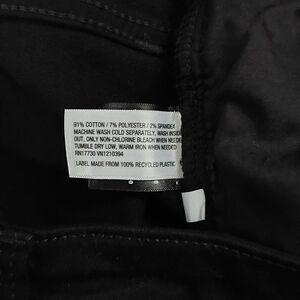 91% COTTON / 7% POLYESTER / 2% SPANDEX
MACHINE WASH COLD SEPARATELY, WASH INSIDE
OUT, ONLY NON-CHLORINE BLEACH WHEN NEEDED
TUMBLE DRY LOW, WARM IRON WHEN NEEDED
RN17730 VN1210394
LABEL MADE FROM 100% RECYCLED PLASTIC